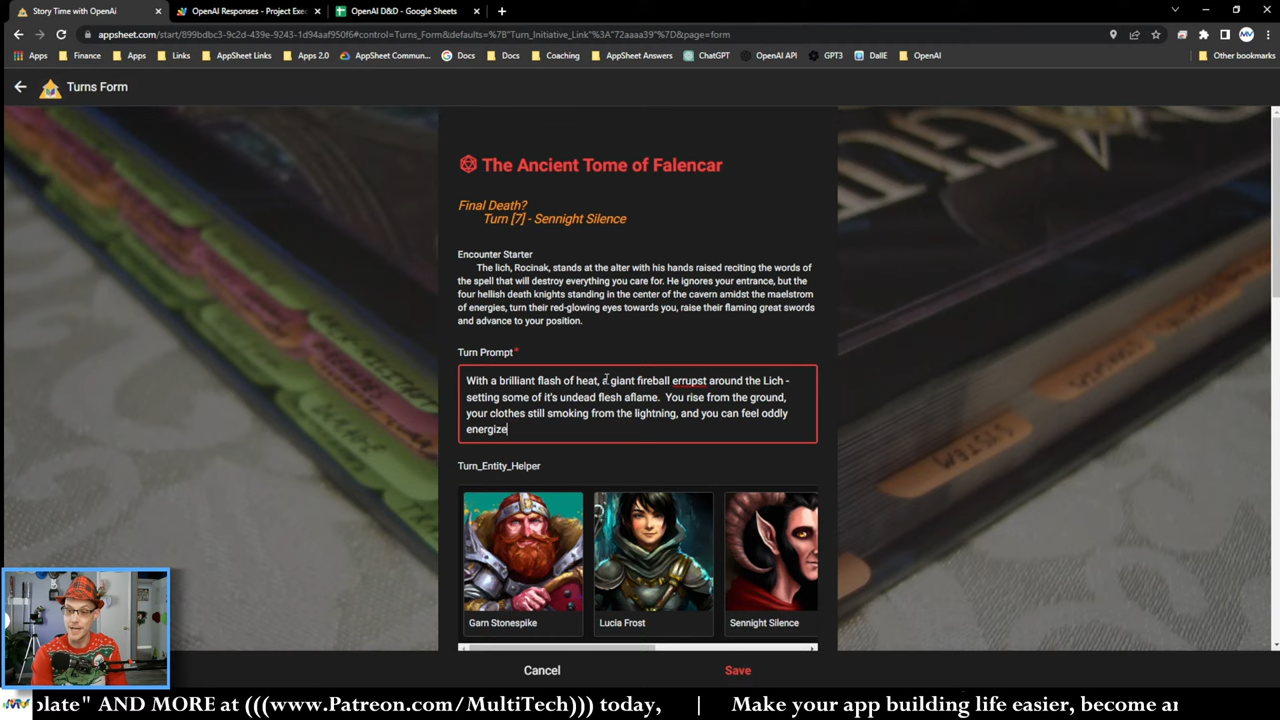 Story Time with OpenAi
OpenAI Responses - Project Exec
OpenAI D&D - Google Sheets
appsheet.com/start/899bdbc3-9c2d-439e-9243-1d94aaf950f6#control=Turns_Form&defaults=%7B"Turn_Initiative_Link"%3A"72aaaa39"%7D&page=form
Apps
Finance
Apps
Links
AppSheet Links
Apps 2.0
AppSheet Community...
Docs
Docs
Coaching
AppSheet Answers
ChatGPT
OpenAI API
GPT3
DallE
OpenAI
Other bookmarks
Turns Form
The Ancient Tome of Falencar
Final Death?
Turn [7] - Sennight Silence
Encounter Starter
The lich, Rocinak, stands at the alter with his hands raised reciting the words of
the spell that will destroy everything you care for. He ignores your entrance, but the
four hellish death knights standing in the center of the cavern amidst the maelstrom
of energies, turn their red-glowing eyes towards you, raise their flaming great swords
and advance to your position.
Turn Prompt*
With a brilliant flash of heat, a giant fireball errupst around the Lich -
setting some of it's undead flesh aflame. You rise from the ground,
your clothes still smoking from the lightning, and you can feel oddly
energize
Turn_Entity_Helper
Garn Stonespike
Lucia Frost
Sennight Silence
SYSTEM
Cancel
Save
plate" AND MORE at (((www.Patreon.com/MultiTech))) today, | Make your app building life easier, become an